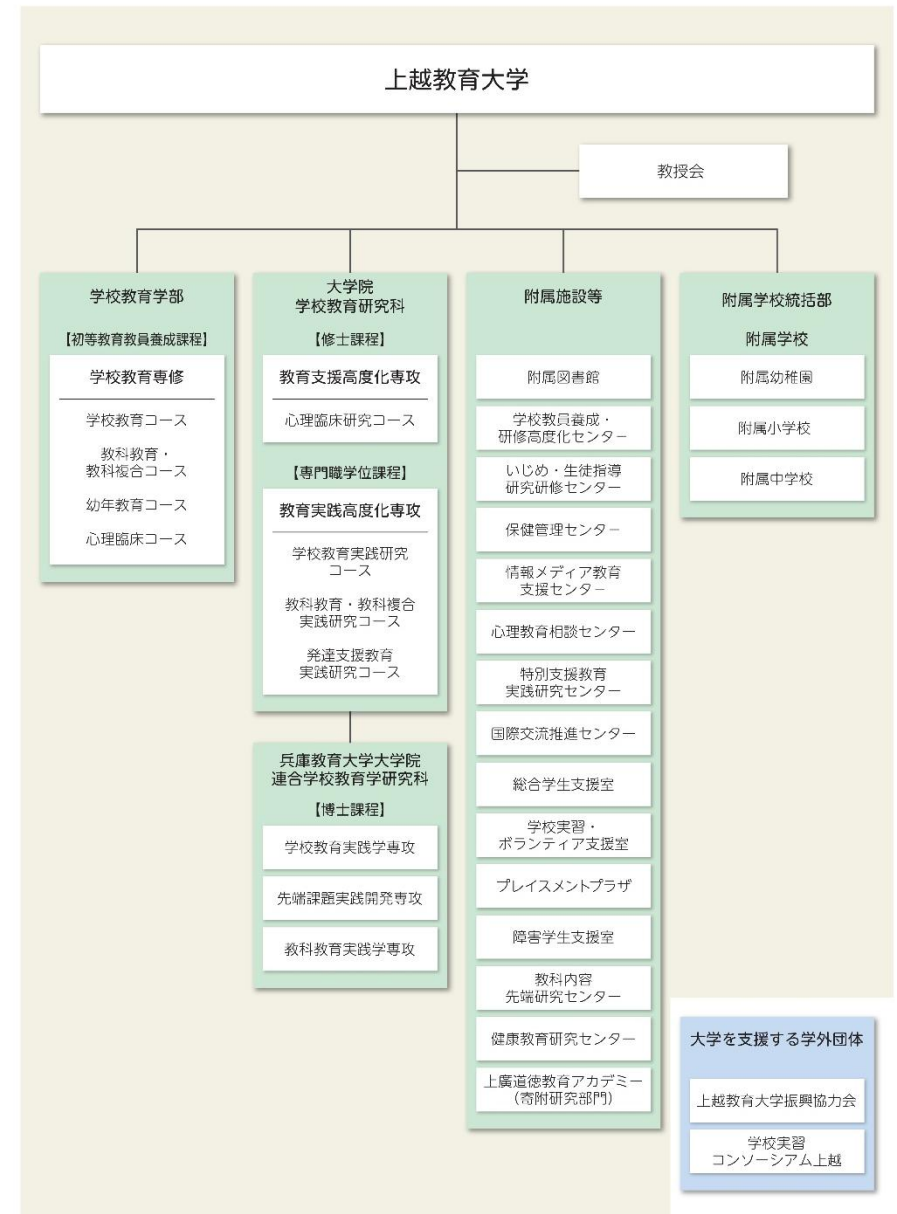 上越教育大学
教授会
学校教育学部
【初等教育教員養成課程】
学校教育専修
学校教育コース
教科教育・
教科複合コース
幼年教育コース
心理臨床コース
大学院
学校教育研究科
【修士課程】
教育支援高度化専攻
心理臨床研究コース
【専門職学位課程】
教育実践高度化専攻
学校教育実践研究
コース
教科教育・教科複合
実践研究コース
発達支援教育
実践研究コース
兵庫教育大学大学院
連合学校教育学研究科
【博士課程】
学校教育実践学専攻
先端課題実践開発専攻
教科教育実践学専攻
附属施設等
附属図書館
学校教員養成・
研修高度化センター
いじめ・生徒指導
研究研修センター
保健管理センター
情報メディア教育
支援センター
心理教育相談センター
特別支援教育
実践研究センター
国際交流推進センター
総合学生支援室
学校実習・
ボランティア支援室
プレイスメントプラザ
障害学生支援室
教科内容
先端研究センター
健康教育研究センター
上廣道徳教育アカデミー
（寄附研究部門）
附属学校統括部
附属学校
附属幼稚園
附属小学校
附属中学校
大学を支援する学外団体
上越教育大学振興協力会
学校実習
コンソーシアム上越